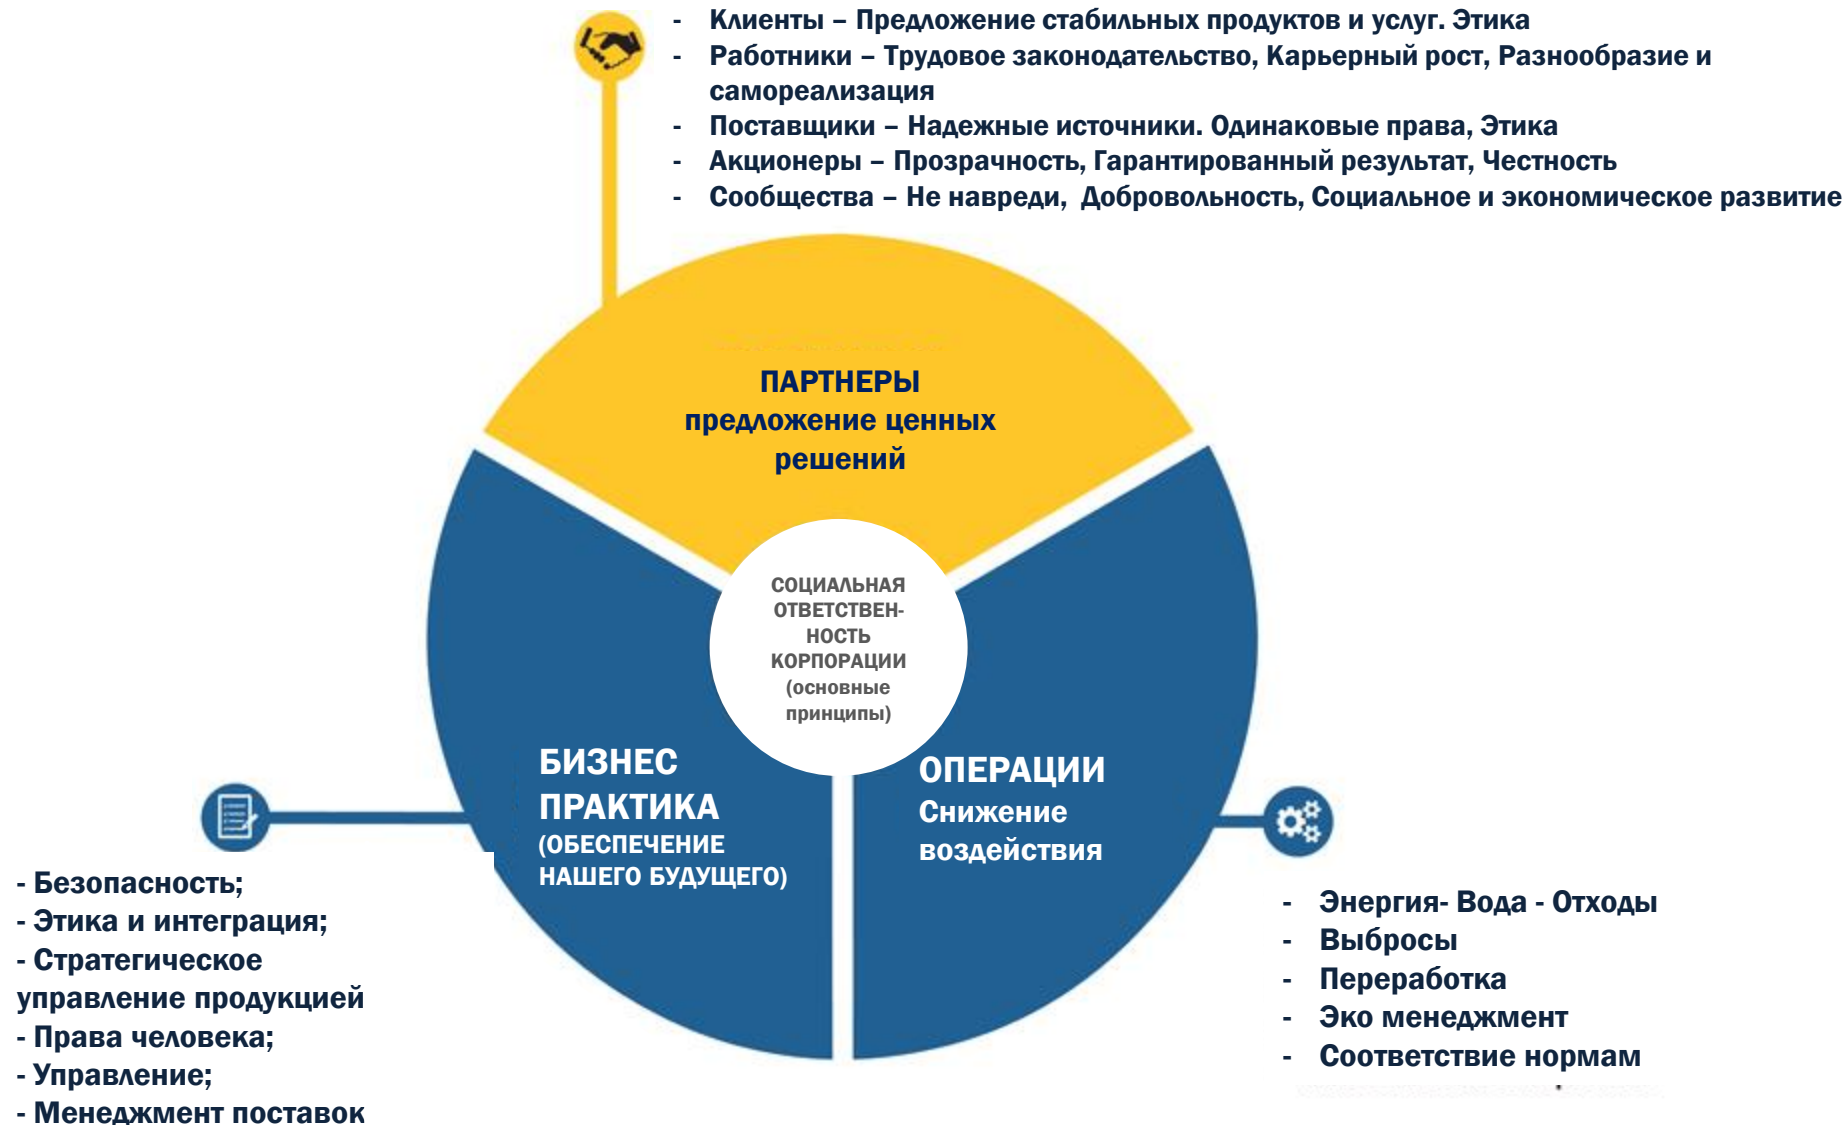 - Клиенты – Предложение стабильных продуктов и услуг. Этика
- Работники – Трудовое законодательство, Карьерный рост, Разнообразие и
самореализация
- Поставщики – Надежные источники. Одинаковые права, Этика
- Акционеры – Прозрачность, Гарантированный результат, Честность
- Сообщества – Не навреди, Добровольность, Социальное и экономическое развитие
ПАРТНЕРЫ
предложение ценных
решений
СОЦИАЛЬНАЯ
ОТВЕТСТВЕН-
НОСТЬ
КОРПОРАЦИИ
(основные
принципы)
БИЗНЕС
ПРАКТИКА
(ОБЕСПЕЧЕНИЕ
НАШЕГО БУДУЩЕГО)
ОПЕРАЦИИ
Снижение
воздействия
- Безопасность;
- Этика и интеграция;
- Стратегическое
управление продукцией
- Права человека;
- Управление;
- Менеджмент поставок
- Энергия- Вода - Отходы
- Выбросы
- Переработка
- Эко менеджмент
- Соответствие нормам